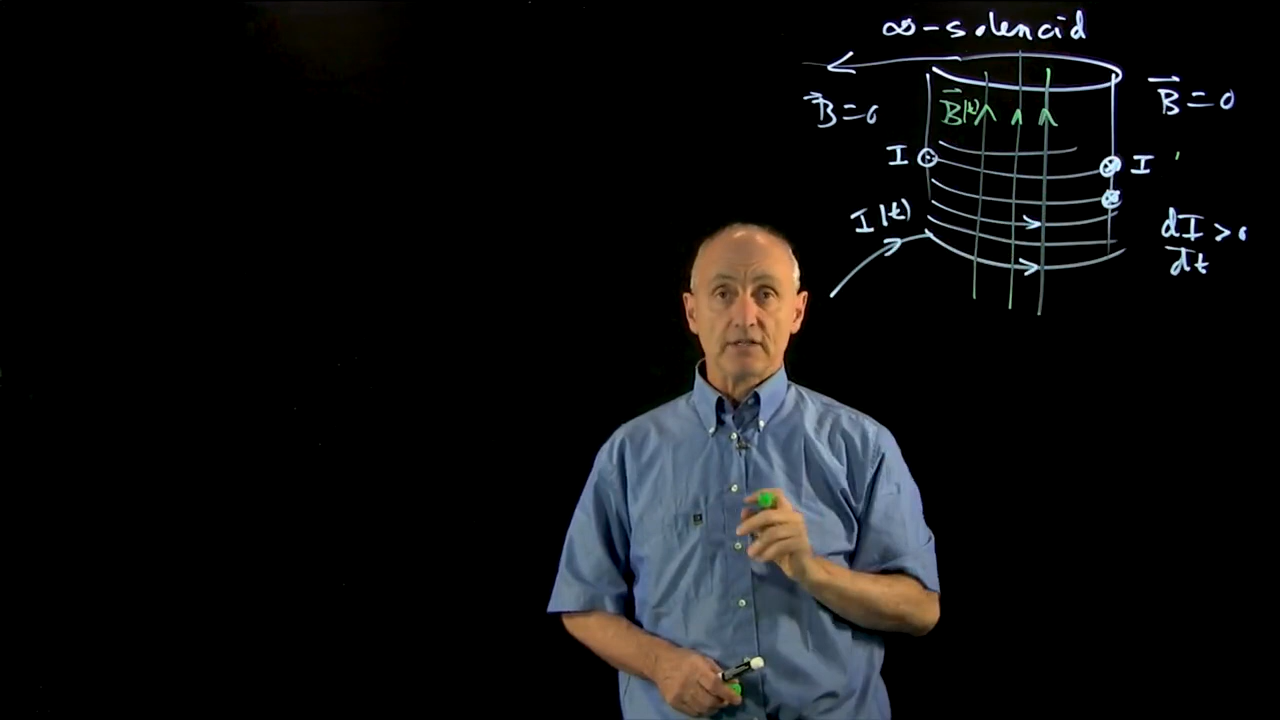 ∞-solenoid
B⃗=0
B⃗(t)
B⃗=0
I
I
I(t)
dI/dt>0